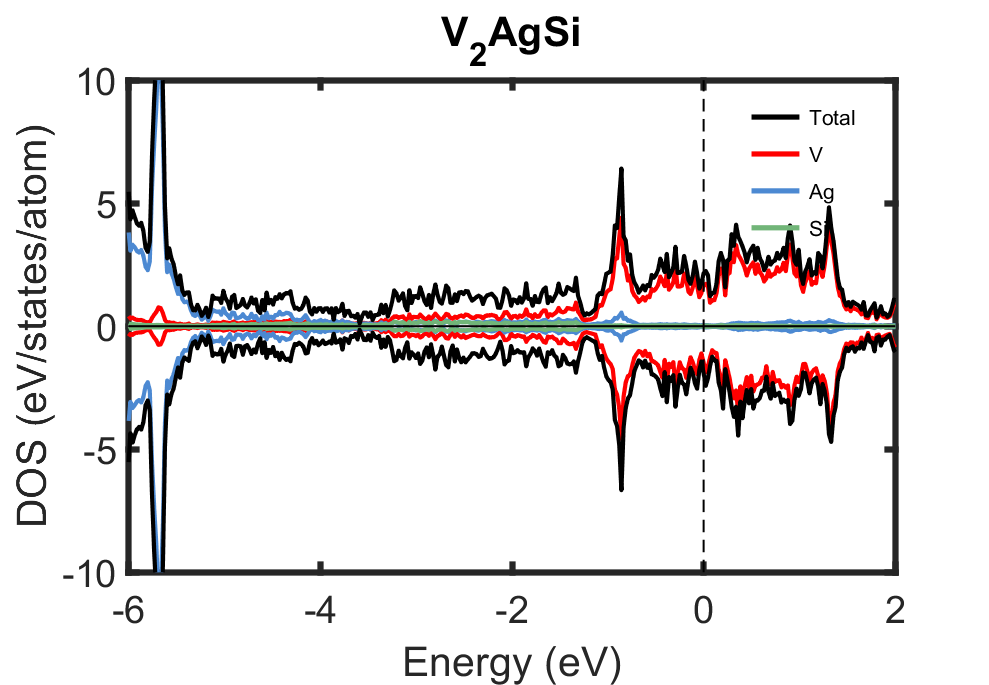 V₂AgSi
10
5
0
-5
-10
DOS (eV/states/atom)
Total
V
Ag
Si
-6
-4
-2
0
2
Energy (eV)